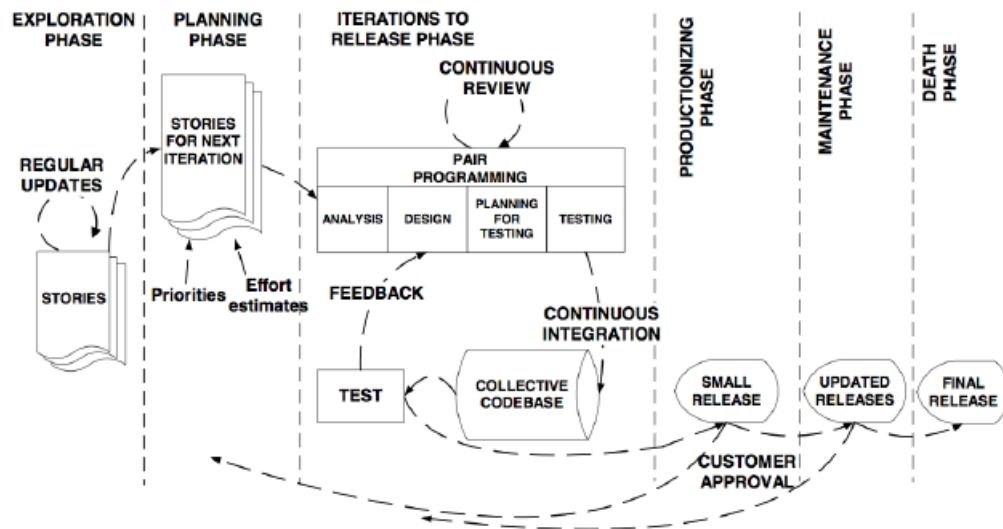 EXPLORATION
PHASE
PLANNING
PHASE
ITERATIONS TO
RELEASE PHASE
PRODUCTIONIZING
PHASE
MAINTENANCE
PHASE
DEATH
PHASE
CONTINUOUS
REVIEW
STORIES
FOR NEXT
ITERATION
REGULAR
UPDATES
PAIR
PROGRAMMING
ANALYSIS
DESIGN
PLANNING
FOR
TESTING
TESTING
STORIES
Priorities
Effort
estimates
FEEDBACK
CONTINUOUS
INTEGRATION
TEST
COLLECTIVE
CODEBASE
SMALL
RELEASE
UPDATED
RELEASES
FINAL
RELEASE
CUSTOMER
APPROVAL